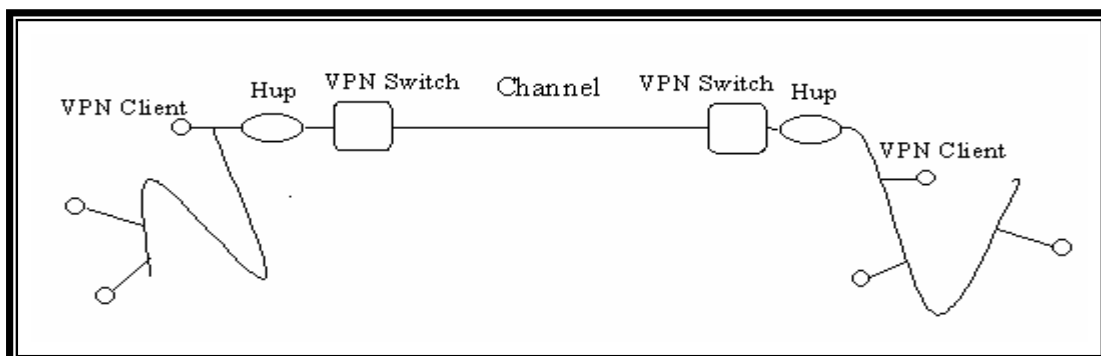 VPN Client
Hup
VPN Switch
Channel
VPN Switch
Hup
VPN Client